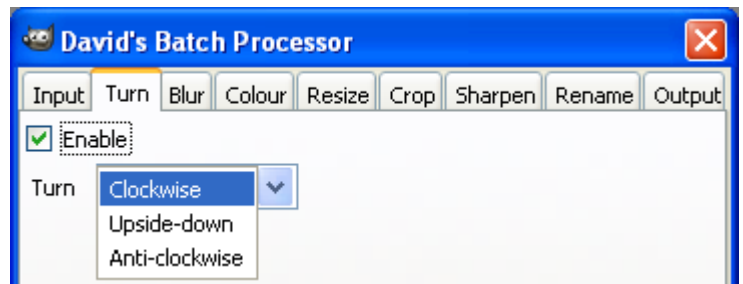 David's Batch Processor
Input Turn Blur Colour Resize Crop Sharpen Rename Output
Enable
Turn Clockwise
Upside-down
Anti-clockwise